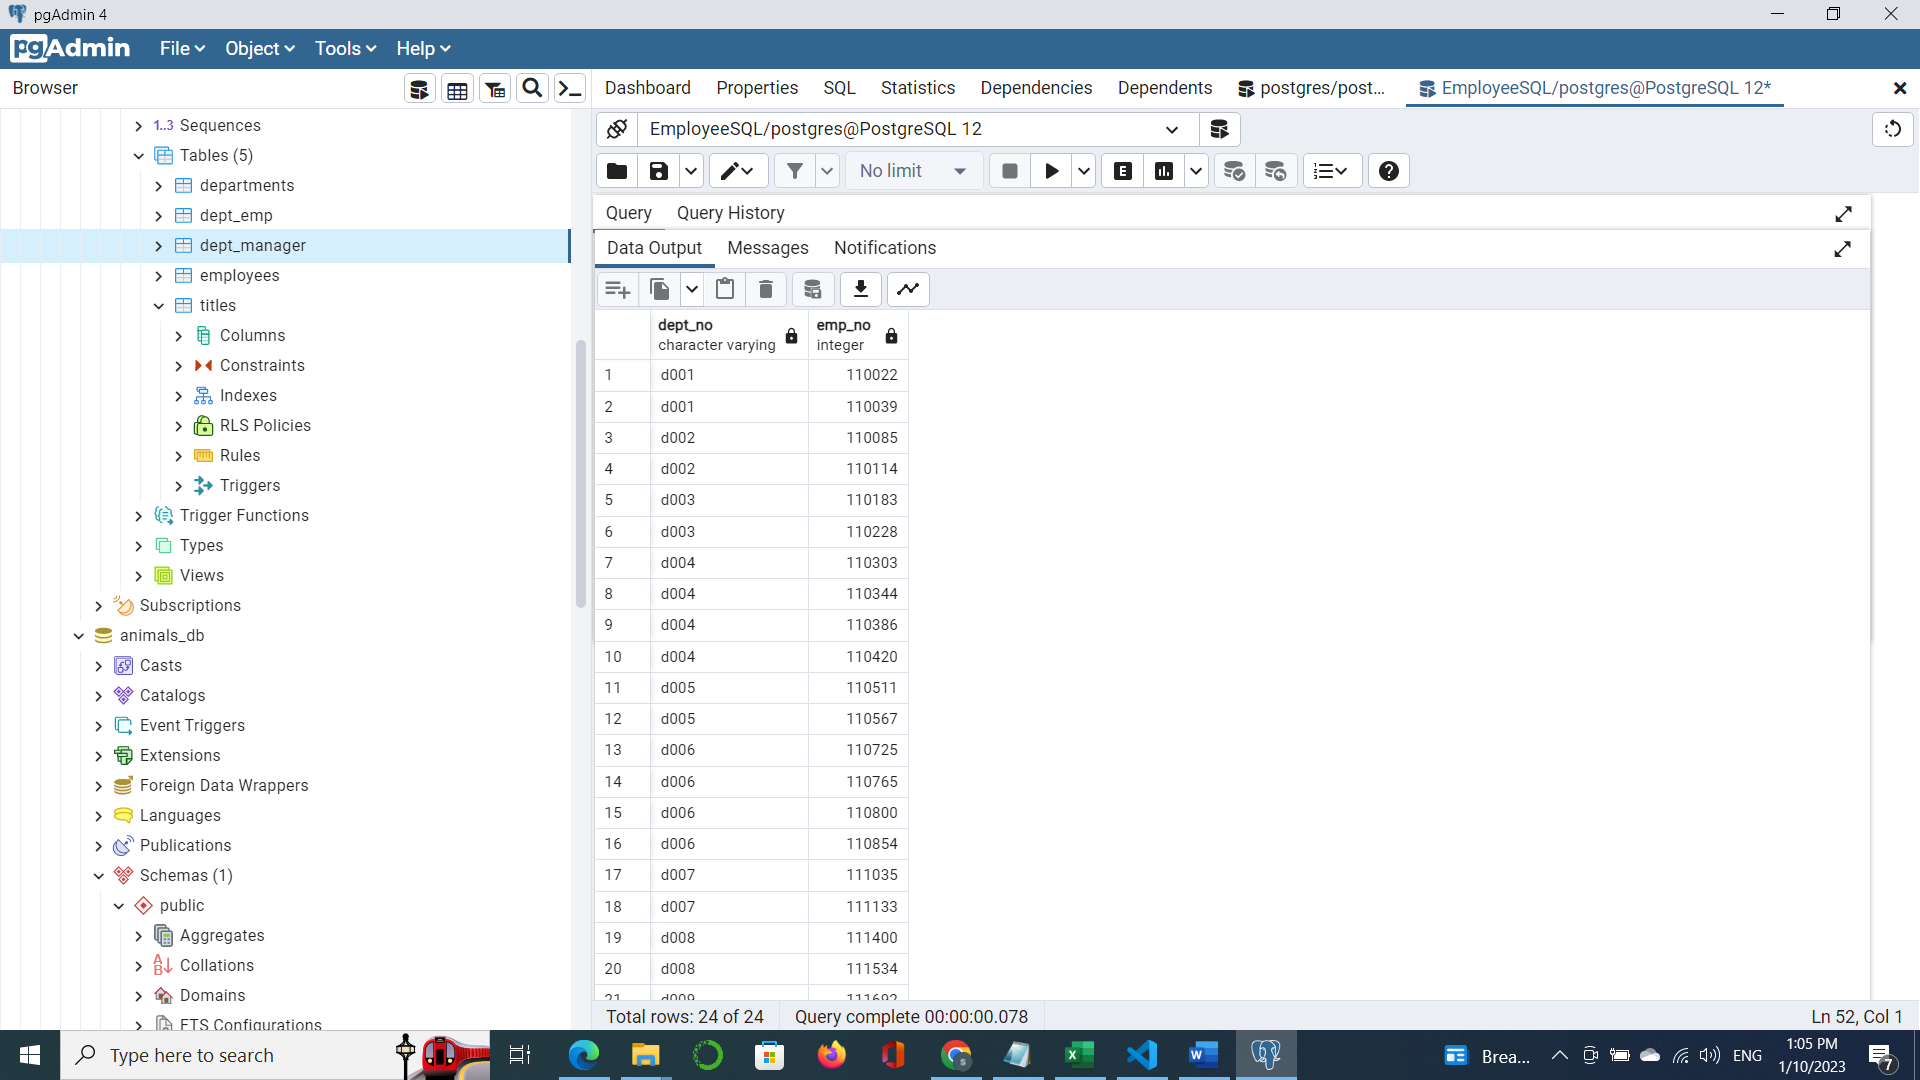 pgAdmin 4
pgAdmin File Object Tools Help
Browser
Dashboard Properties SQL Statistics Dependencies Dependents postgres/post... EmployeeSQL/postgres@PostgreSQL 12*
1..3 Sequences
Tables (5)
departments
dept_emp
dept_manager
employees
titles
Columns
Constraints
Indexes
RLS Policies
Rules
Triggers
Trigger Functions
Types
Views
Subscriptions
animals_db
Casts
Catalogs
Event Triggers
Extensions
Foreign Data Wrappers
Languages
Publications
Schemas (1)
public
Aggregates
Collations
Domains
FTS Configurations
EmployeeSQL/postgres@PostgreSQL 12
No limit
E
Query Query History
Data Output Messages Notifications
dept_no emp_no
character varying integer
1 d001 110022
2 d001 110039
3 d002 110085
4 d002 110114
5 d003 110183
6 d003 110228
7 d004 110303
8 d004 110344
9 d004 110386
10 d004 110420
11 d005 110511
12 d005 110567
13 d006 110725
14 d006 110765
15 d006 110800
16 d006 110854
17 d007 111035
18 d007 111133
19 d008 111400
20 d008 111534
21 d009 111692
Total rows: 24 of 24 Query complete 00:00:00.078 Ln 52, Col 1
Type here to search
Brea... ENG
1:05 PM
1/10/2023
7